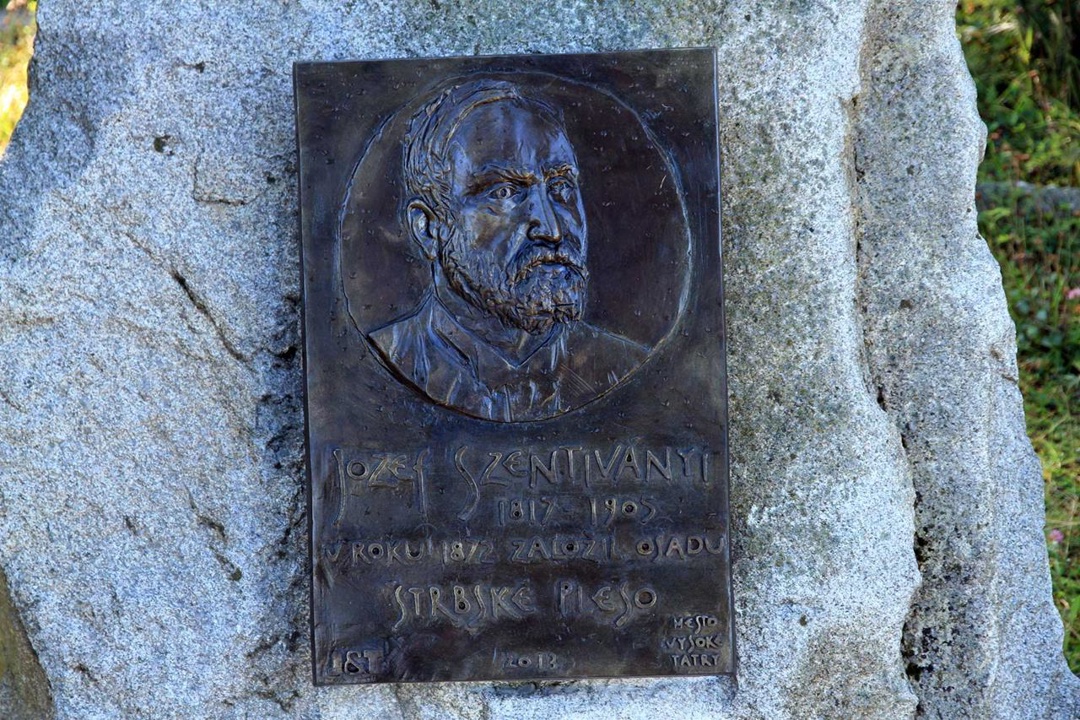 JOZEF SZENTIVÁNYI
1817 - 1905
V ROKU 1872 ZALOŽIL OSADU
ŠTRBSKÉ PLESO
MESTO
VYSOKÉ
TATRY
2013